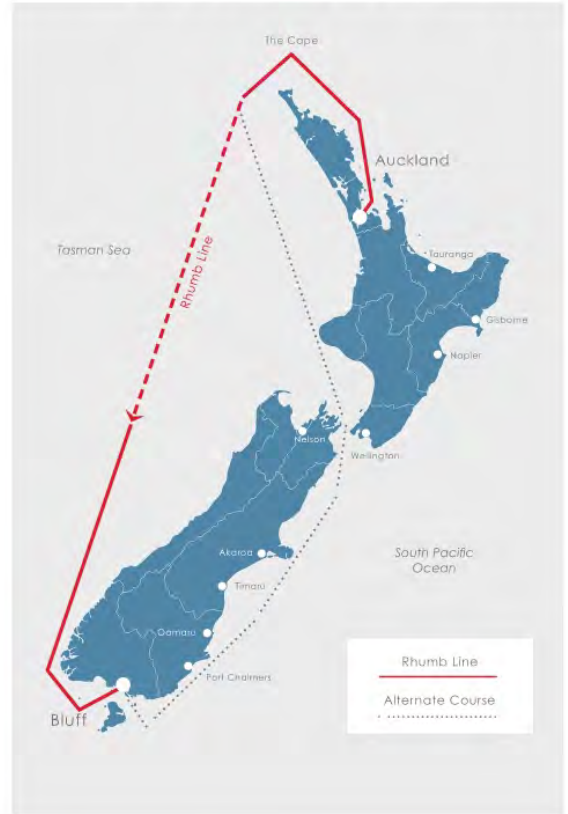 The Cape
Auckland
Tasman Sea
Rhumb Line
Tauranga
Gisborne
Napier
Nelson
Wellington
Akaroa
South Pacific
Ocean
Timaru
Oamaru
Port Chalmers
Bluff
Rhumb Line
Alternate Course